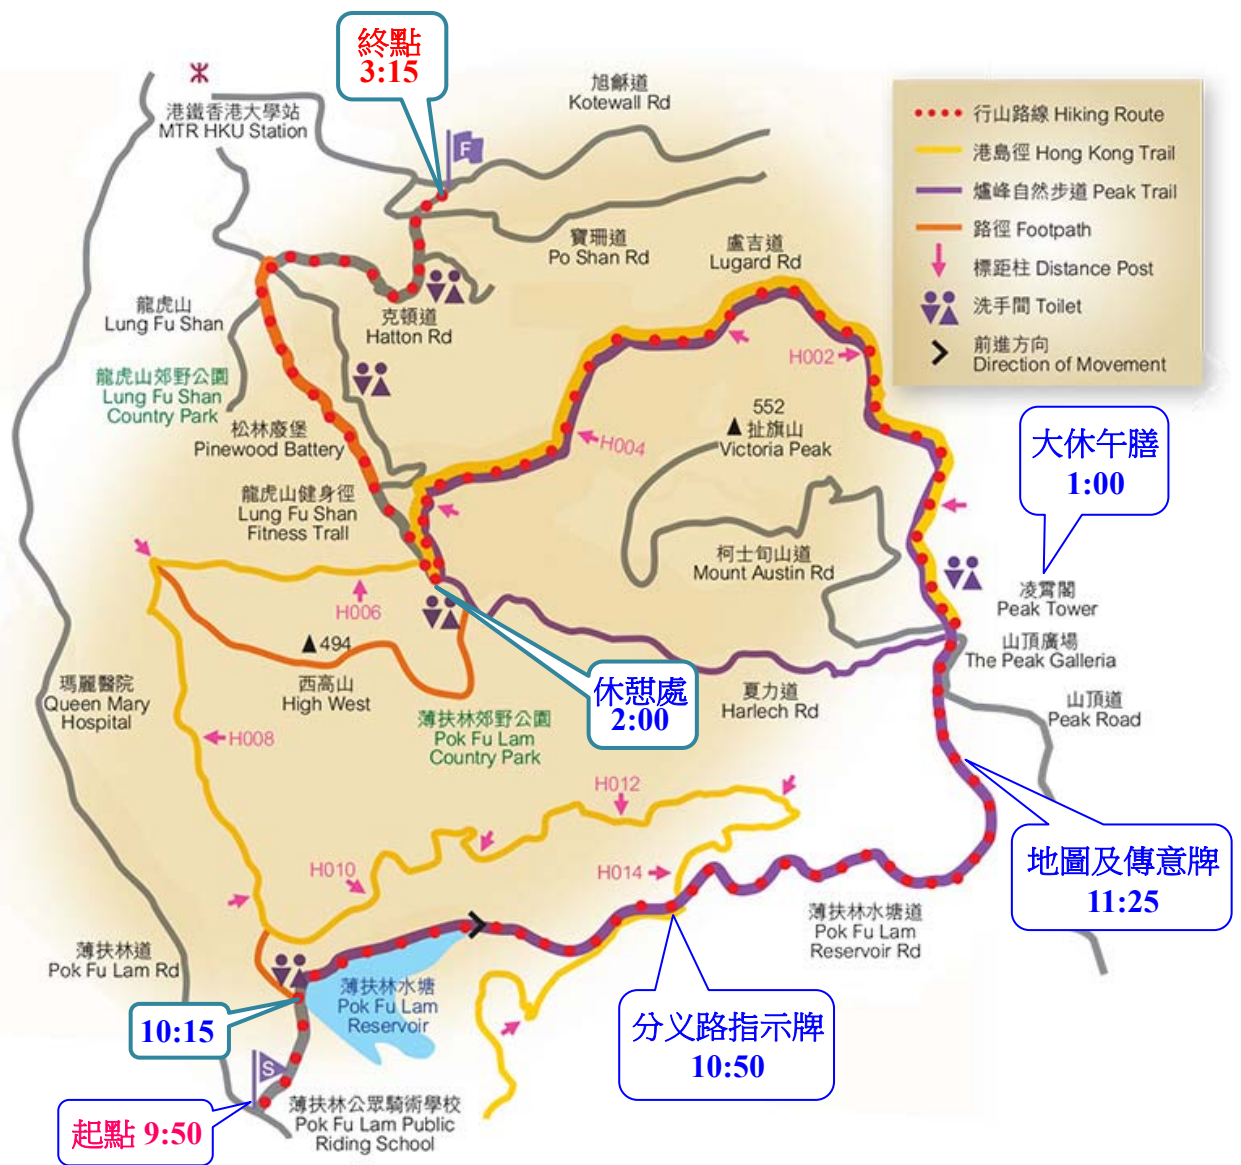 終點
3:15
旭龢道
Kotewall Rd
港鐵香港大學站
MTR HKU Station
F
行山路線 Hiking Route
港島徑 Hong Kong Trail
爐峰自然步道 Peak Trail
路徑 Footpath
標距柱 Distance Post
洗手間 Toilet
前進方向
Direction of Movement
寶珊道
Po Shan Rd
盧吉道
Lugard Rd
龍虎山
Lung Fu Shan
克頓道
Hatton Rd
H002
龍虎山郊野公園
Lung Fu Shan
Country Park
552
扯旗山
Victoria Peak
大休午膳
1:00
松林廢堡
Pinewood Battery
H004
龍虎山健身徑
Lung Fu Shan
Fitness Trall
柯士甸山道
Mount Austin Rd
凌霄閣
Peak Tower
H006
494
西高山
High West
山頂廣場
The Peak Galleria
瑪麗醫院
Queen Mary
Hospital
休憩處
2:00
夏力道
Harlech Rd
山頂道
Peak Road
薄扶林郊野公園
Pok Fu Lam
Country Park
H008
H012
H010
H014
地圖及傳意牌
11:25
薄扶林水塘道
Pok Fu Lam
Reservoir Rd
薄扶林道
Pok Fu Lam Rd
薄扶林水塘
Pok Fu Lam
Reservoir
10:15
分义路指示牌
10:50
S
薄扶林公眾騎術學校
Pok Fu Lam Public
Riding School
起點 9:50